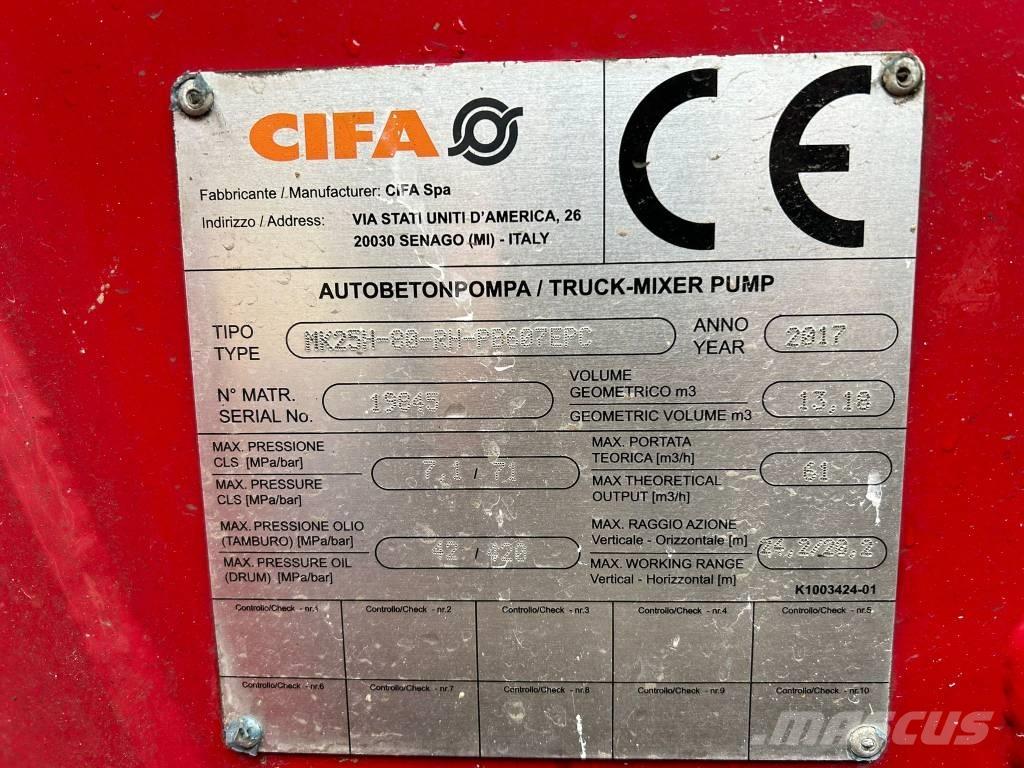 CIFA
CE
Fabbricante / Manufacturer: CIFA Spa
Indirizzo / Address: VIA STATI UNITI D'AMERICA, 26
20030 SENAGO (MI) - ITALY
AUTOBETONPOMPA / TRUCK-MIXER PUMP
TIPO
TYPE
MK25H-80-RH-PB607EPC
ANNO
YEAR
2017
N° MATR.
SERIAL No.
19845
VOLUME
GEOMETRICO m3
GEOMETRIC VOLUME m3
13,10
MAX. PRESSIONE
CLS [MPa/bar]
MAX. PRESSURE
CLS [MPa/bar]
7,1 / 71
MAX. PORTATA
TEORICA [m3/h]
MAX THEORETICAL
OUTPUT [m3/h]
61
MAX. PRESSIONE OLIO
(TAMBURO) [MPa/bar]
MAX. PRESSURE OIL
(DRUM) [MPa/bar]
42 / 420
MAX. RAGGIO AZIONE
Verticale - Orizzontale [m]
MAX. WORKING RANGE
Vertical - Horizzontal [m]
24,2/20,2
K1003424-01
Controllo/Check - nr.1 Controllo/Check - nr.2 Controllo/Check - nr.3 Controllo/Check - nr.4 Controllo/Check - nr.5
Controllo/Check - nr.6 Controllo/Check - nr.7 Controllo/Check - nr.8 Controllo/Check - nr.9 Controllo/Check - nr.10
MASCUS